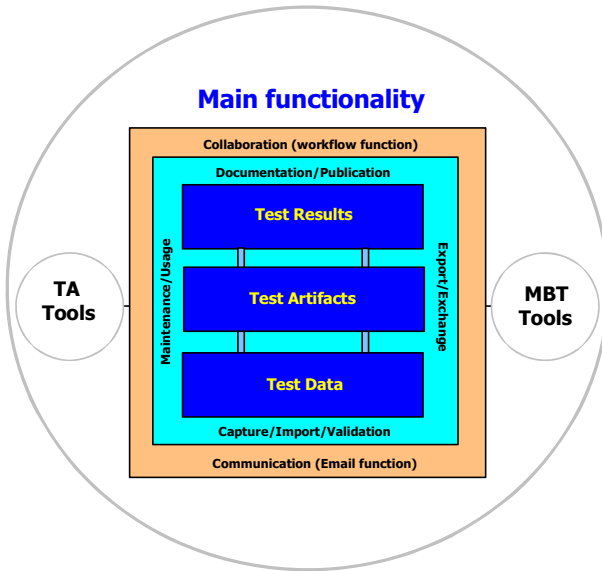 Main functionality
Collaboration (workflow function)
Documentation/Publication
Test Results
Maintenance/Usage
Export/Exchange
TA
Tools
Test Artifacts
MBT
Tools
Test Data
Capture/Import/Validation
Communication (Email function)